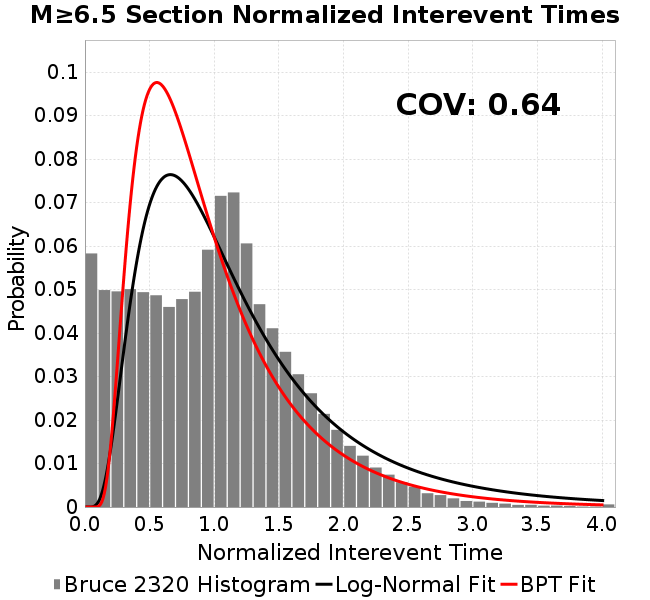 M≥6.5 Section Normalized Interevent Times
COV: 0.64
Probability
0.1
0.09
0.08
0.07
0.06
0.05
0.04
0.03
0.02
0.01
0
0.0 0.5 1.0 1.5 2.0 2.5 3.0 3.5 4.0
Normalized Interevent Time
Bruce 2320 Histogram Log-Normal Fit BPT Fit